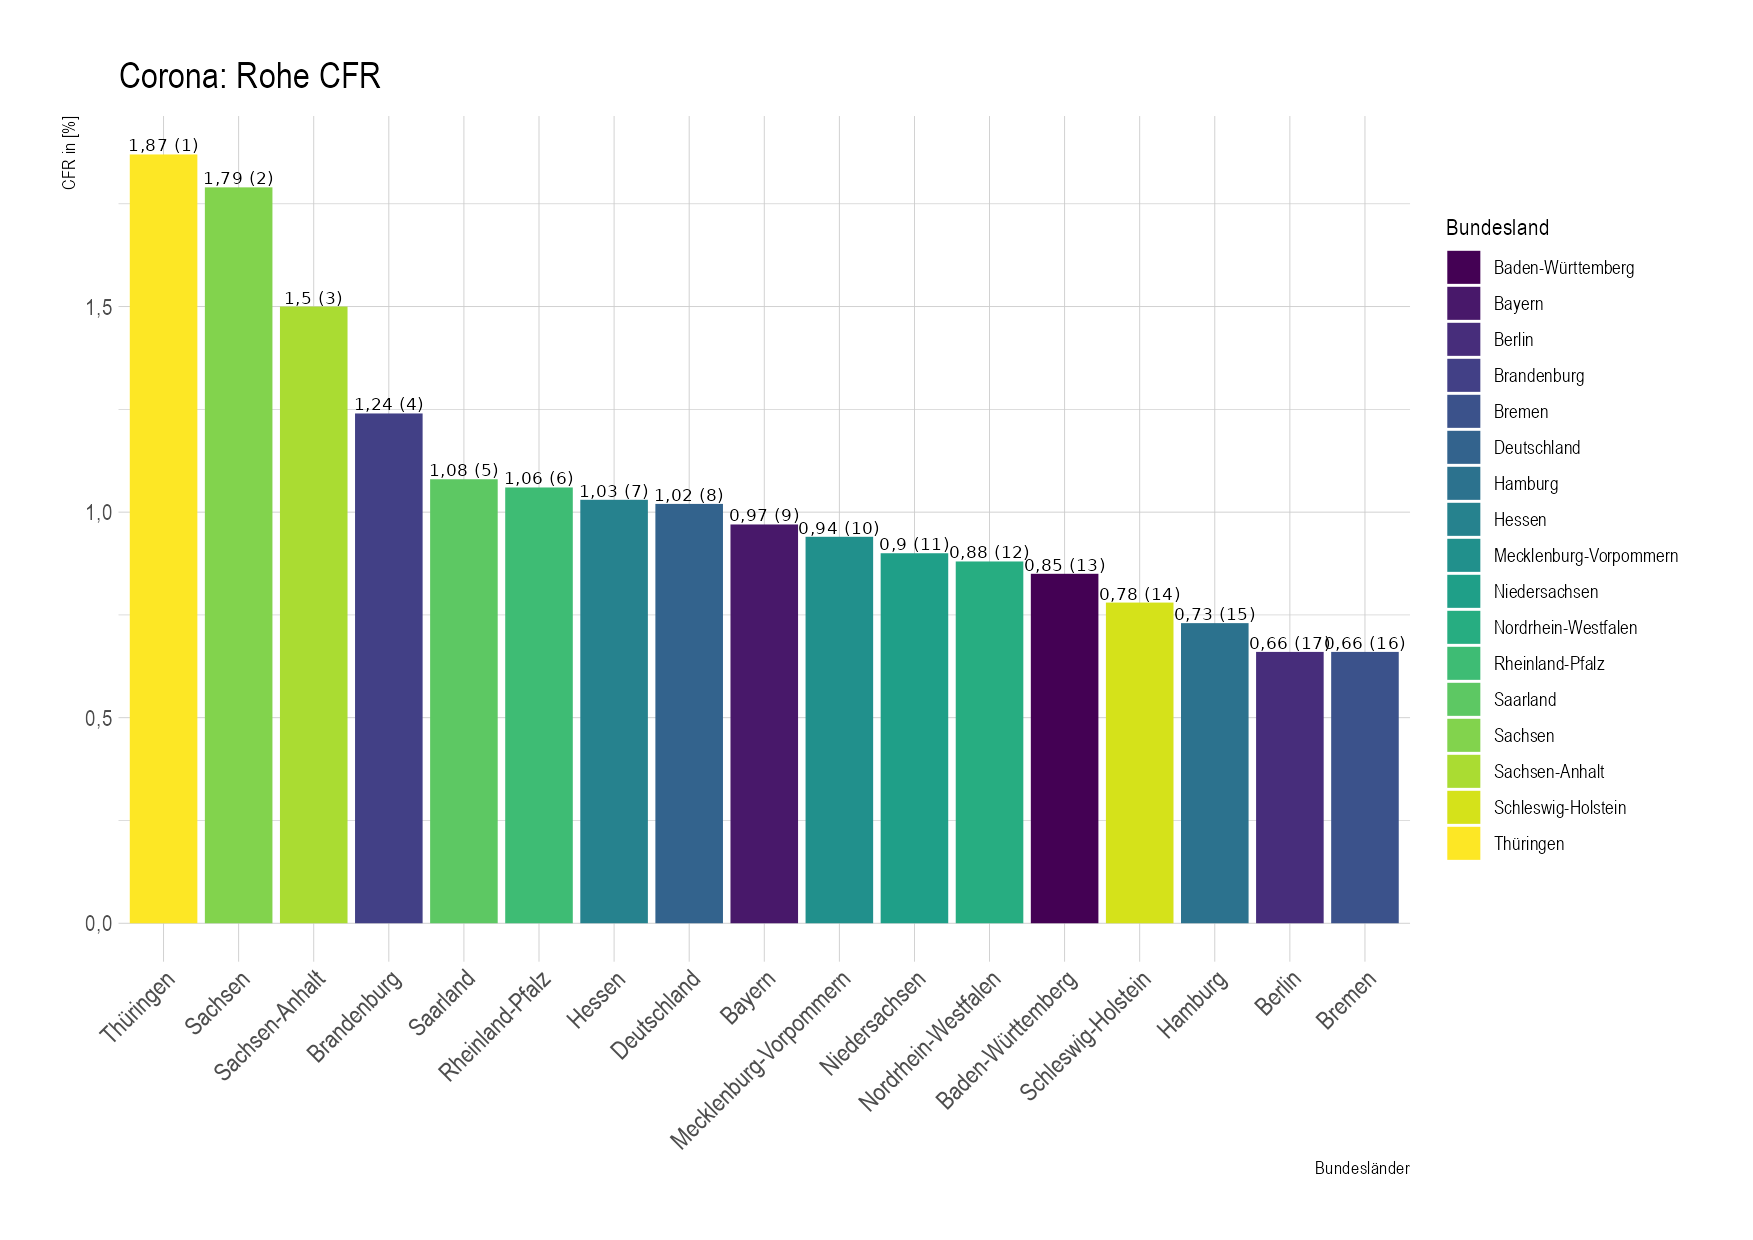 Corona: Rohe CFR
CFR in [%]
1,87 (1)
1,79 (2)
1,5 (3)
1,24 (4)
1,08 (5)
1,06 (6)
1,03 (7)
1,02 (8)
0,97 (9)
0,94 (10)
0,9 (11)
0,88 (12)
0,85 (13)
0,78 (14)
0,73 (15)
0,66 (17)
0,66 (16)
1,5
1,0
0,5
0,0
Thüringen
Sachsen
Sachsen-Anhalt
Brandenburg
Saarland
Rheinland-Pfalz
Hessen
Deutschland
Bayern
Mecklenburg-Vorpommern
Niedersachsen
Nordrhein-Westfalen
Baden-Württemberg
Schleswig-Holstein
Hamburg
Berlin
Bremen
Bundesländer
Bundesland
Baden-Württemberg
Bayern
Berlin
Brandenburg
Bremen
Deutschland
Hamburg
Hessen
Mecklenburg-Vorpommern
Niedersachsen
Nordrhein-Westfalen
Rheinland-Pfalz
Saarland
Sachsen
Sachsen-Anhalt
Schleswig-Holstein
Thüringen